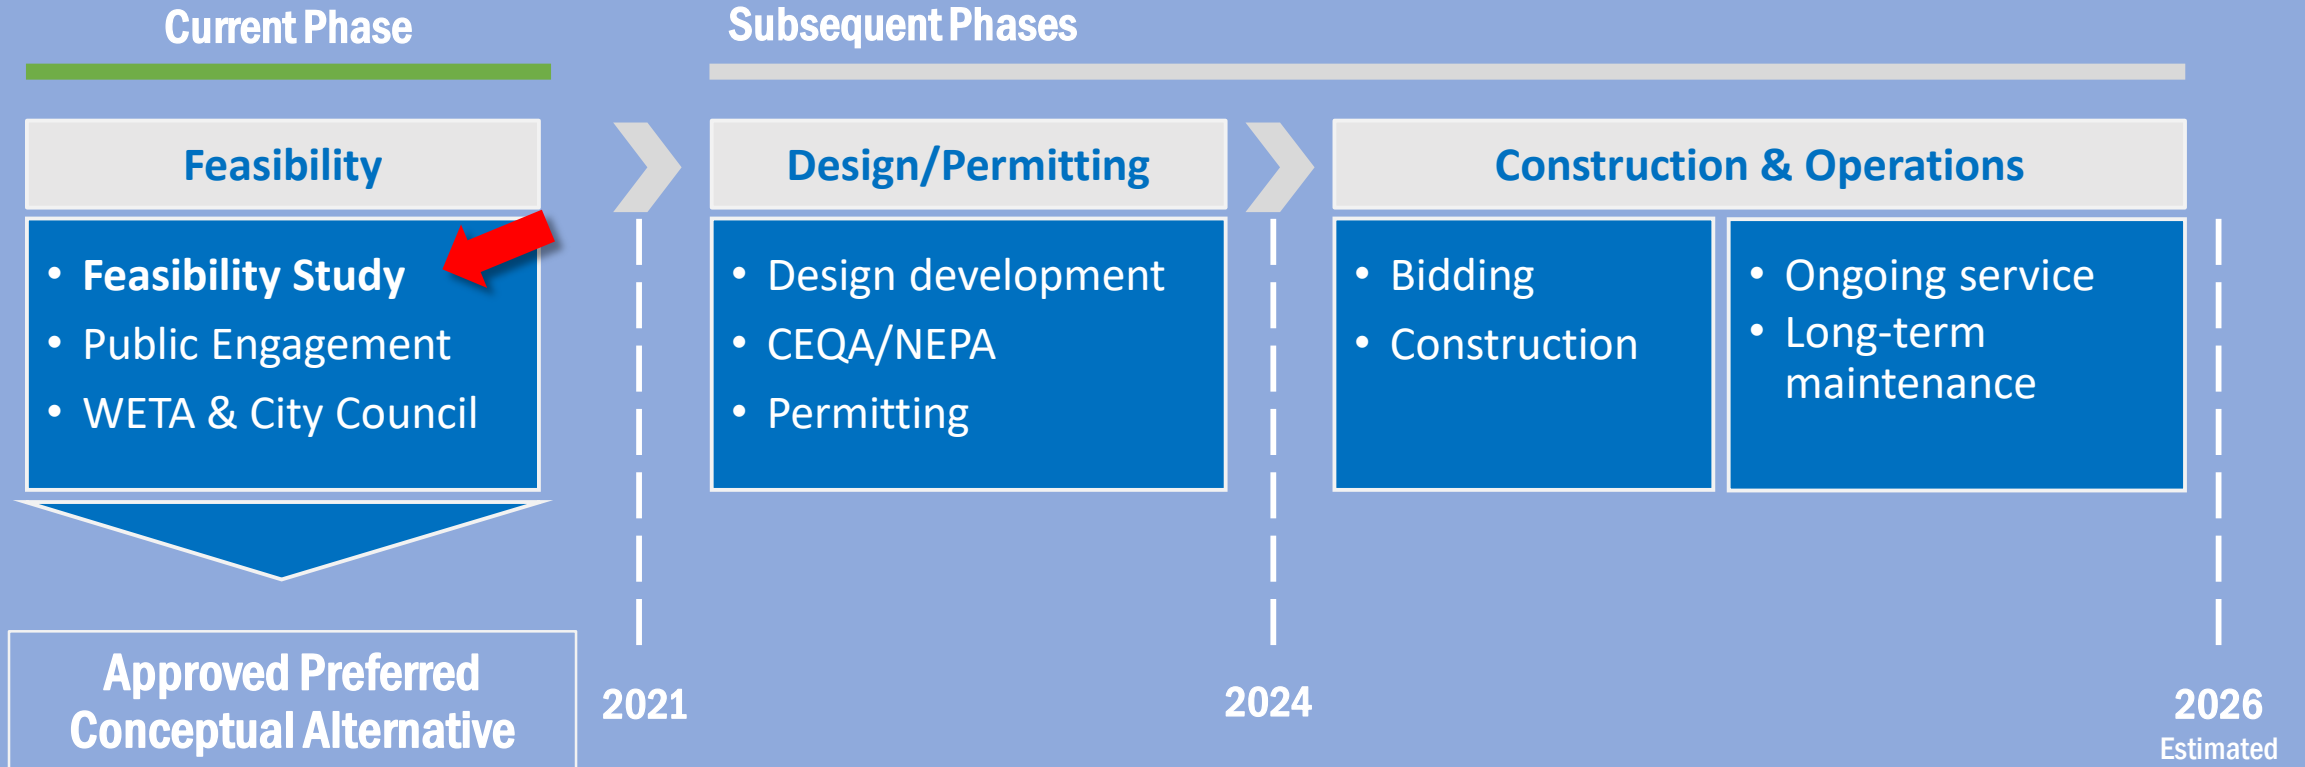 Current Phase
Subsequent Phases
Feasibility
Design/Permitting
Construction & Operations
• Feasibility Study
• Public Engagement
• WETA & City Council
• Design development
• CEQA/NEPA
• Permitting
• Bidding
• Construction
• Ongoing service
• Long-term
maintenance
Approved Preferred
Conceptual Alternative
2021
2024
2026
Estimated